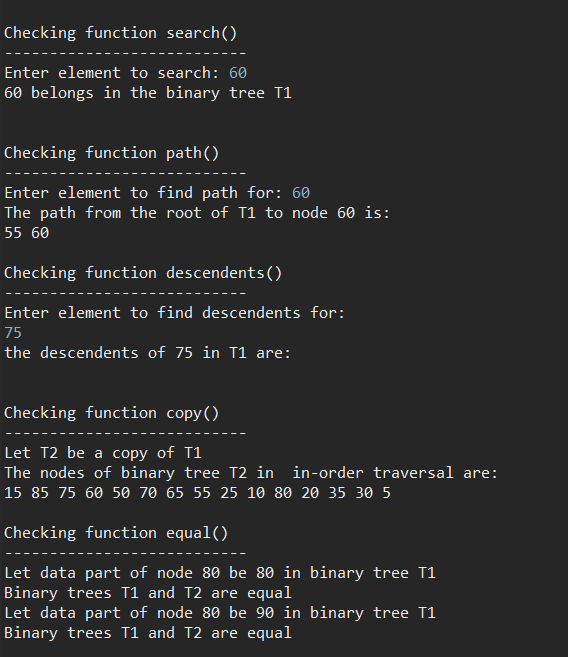 Checking function search()
---------------------------
Enter element to search: 60
60 belongs in the binary tree T1
Checking function path()
---------------------------
Enter element to find path for: 60
The path from the root of T1 to node 60 is:
55 60
Checking function descendents()
---------------------------
Enter element to find descendents for:
75
the descendents of 75 in T1 are:
Checking function copy()
---------------------------
Let T2 be a copy of T1
The nodes of binary tree T2 in  in-order traversal are:
15 85 75 60 50 70 65 55 25 10 80 20 35 30 5
Checking function equal()
---------------------------
Let data part of node 80 be 80 in binary tree T1
Binary trees T1 and T2 are equal
Let data part of node 80 be 90 in binary tree T1
Binary trees T1 and T2 are equal